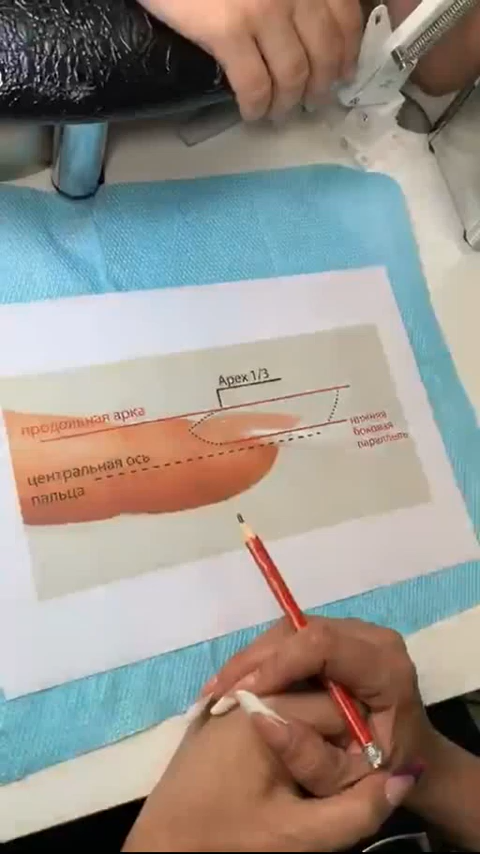 Apex 1/3
продольная арка
нижняя
боковая
параллель
центральная ось
пальца